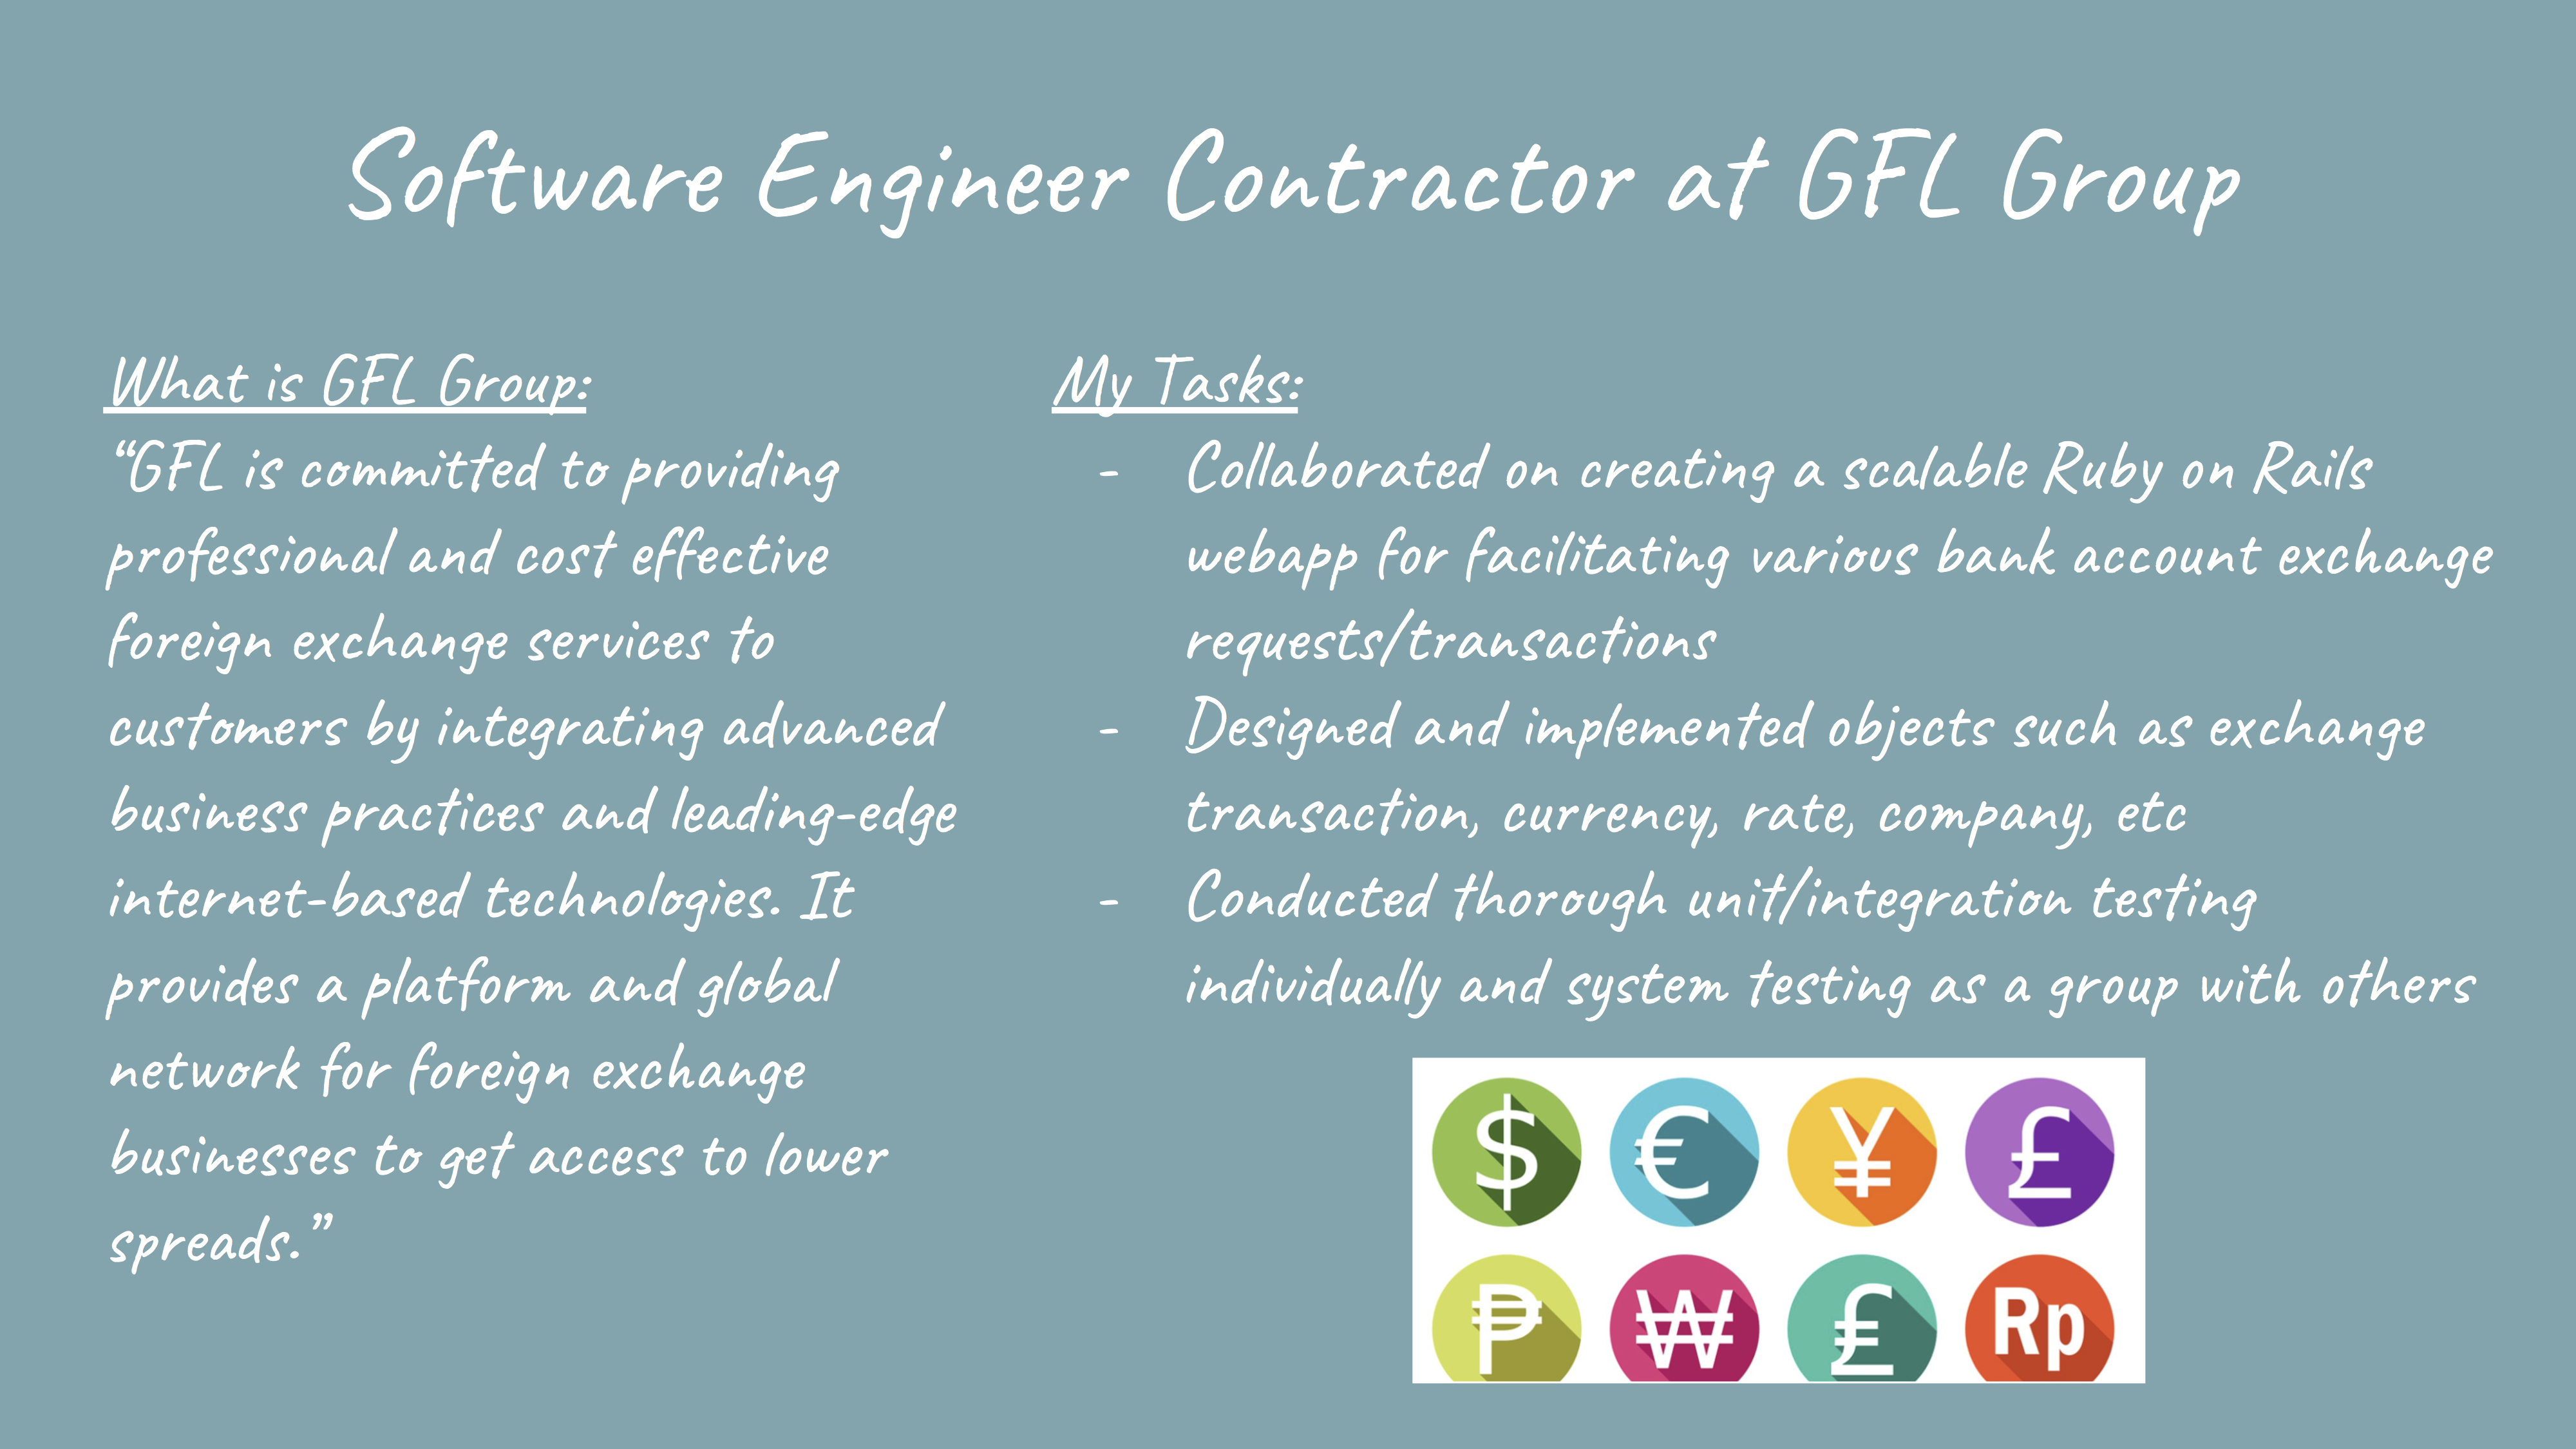 Software Engineer Contractor at GFL Group
What is GFL Group:
“GFL is committed to providing
professional and cost effective
foreign exchange services to
customers by integrating advanced
business practices and leading-edge
internet-based technologies. It
provides a platform and global
network for foreign exchange
businesses to get access to lower
spreads.”
My Tasks:
- Collaborated on creating a scalable Ruby on Rails
webapp for facilitating various bank account exchange
requests/transactions
- Designed and implemented objects such as exchange
transaction, currency, rate, company, etc
- Conducted thorough unit/integration testing
individually and system testing as a group with others
$ € ¥ £
₱ ₩ £ Rp